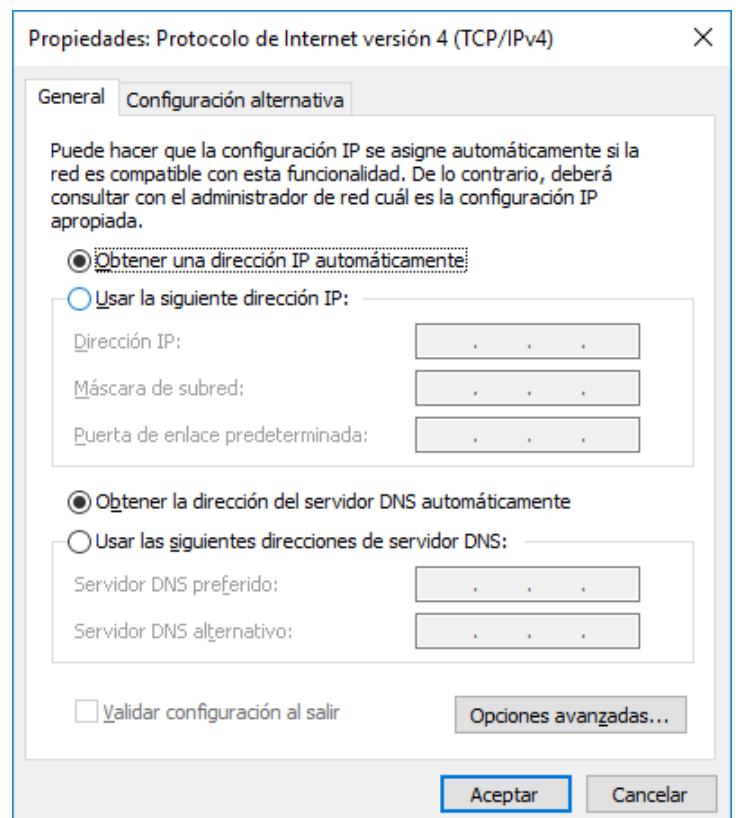 Propiedades: Protocolo de Internet versión 4 (TCP/IPv4)
General
Configuración alternativa
Puede hacer que la configuración IP se asigne automáticamente si la
red es compatible con esta funcionalidad. De lo contrario, deberá
consultar con el administrador de red cuál es la configuración IP
apropiada.
Obtener una dirección IP automáticamente
Usar la siguiente dirección IP:
Dirección IP:
Máscara de subred:
Puerta de enlace predeterminada:
Obtener la dirección del servidor DNS automáticamente
Usar las siguientes direcciones de servidor DNS:
Servidor DNS preferido:
Servidor DNS alternativo:
Validar configuración al salir
Opciones avanzadas...
Aceptar
Cancelar